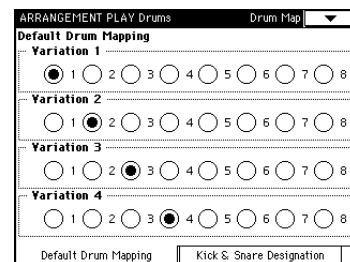 ARRANGEMENT PLAY Drums Drum Map
Default Drum Mapping
Variation 1
1 2 3 4 5 6 7 8
Variation 2
1 2 3 4 5 6 7 8
Variation 3
1 2 3 4 5 6 7 8
Variation 4
1 2 3 4 5 6 7 8
Default Drum Mapping Kick & Snare Designation